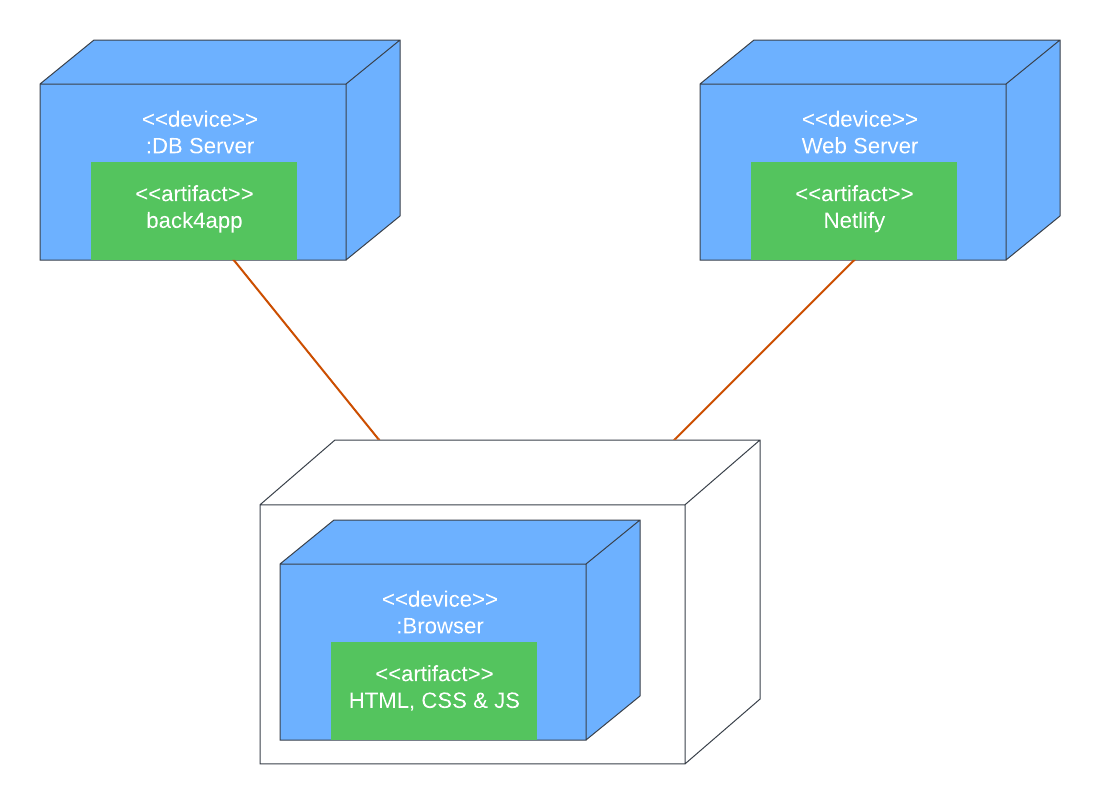 <<device>>
:DB Server
<<artifact>>
back4app
<<device>>
Web Server
<<artifact>>
Netlify
<<device>>
:Browser
<<artifact>>
HTML, CSS & JS